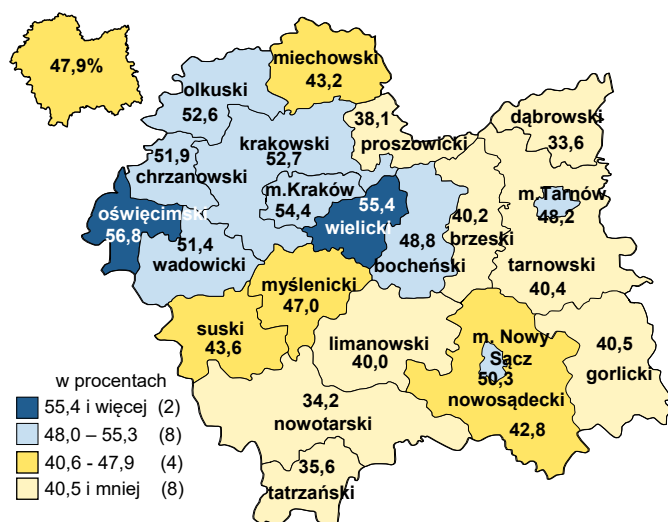 47,9%
miechowski
43,2
olkuski
52,6
38,1
proszowicki
dąbrowski
33,6
krakowski
52,7
51,9
chrzanowski
m.Kraków
54,4
55,4
wielicki
m.Tarnów
48,2
oświęcimski
56,8
51,4
wadowicki
48,8
bocheński
40,2
brzeski
tarnowski
40,4
myślenicki
47,0
suski
43,6
limanowski
40,0
m. Nowy
Sącz
50,3
nowosądecki
42,8
40,5
gorlicki
34,2
nowotarski
35,6
tatrzański
w procentach
55,4 i więcej (2)
48,0 – 55,3 (8)
40,6 - 47,9 (4)
40,5 i mniej (8)